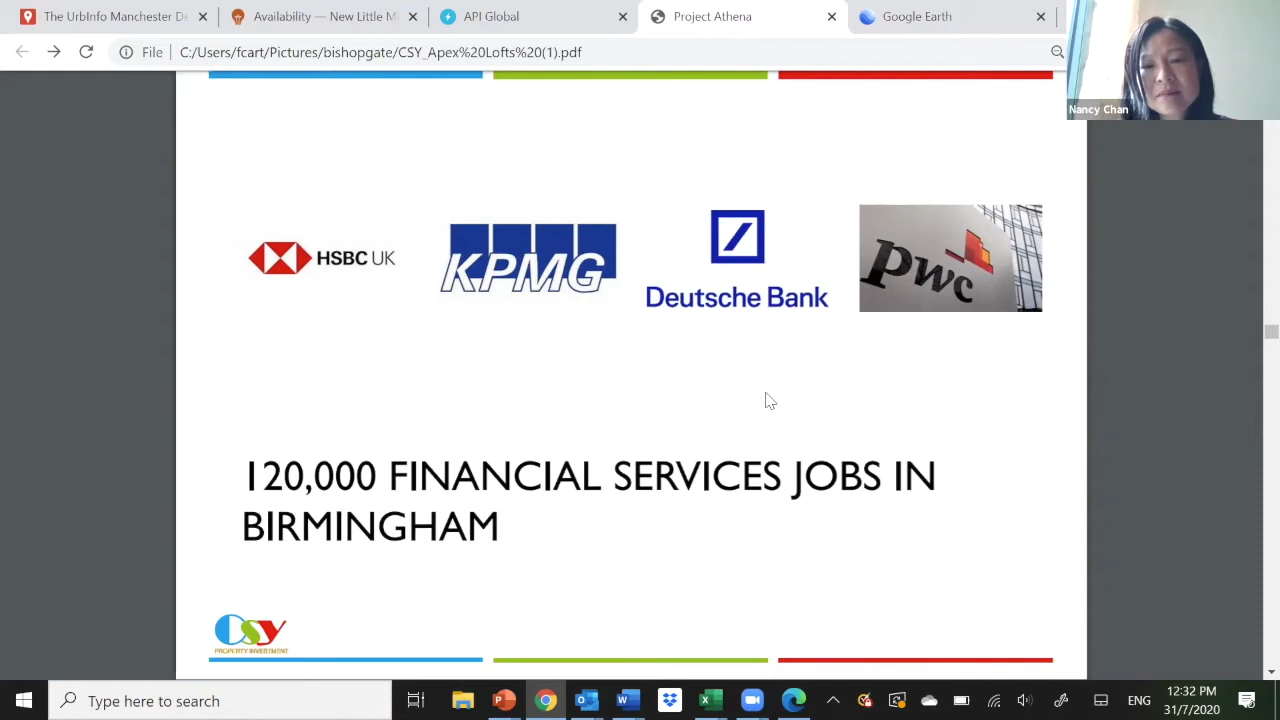 The UrbInfo Manchester De
Availability — New Little Mi
API Global
Project Athena
Google Earth
File
C:/Users/fcart/Pictures/bishopgate/CSY_Apex%20Lofts%20(1).pdf
Nancy Chan
HSBC UK
KPMG
Deutsche Bank
pwc
120,000 FINANCIAL SERVICES JOBS IN
BIRMINGHAM
CSY
PROPERTY INVESTMENT
Type here to search
ENG
12:32 PM
31/7/2020